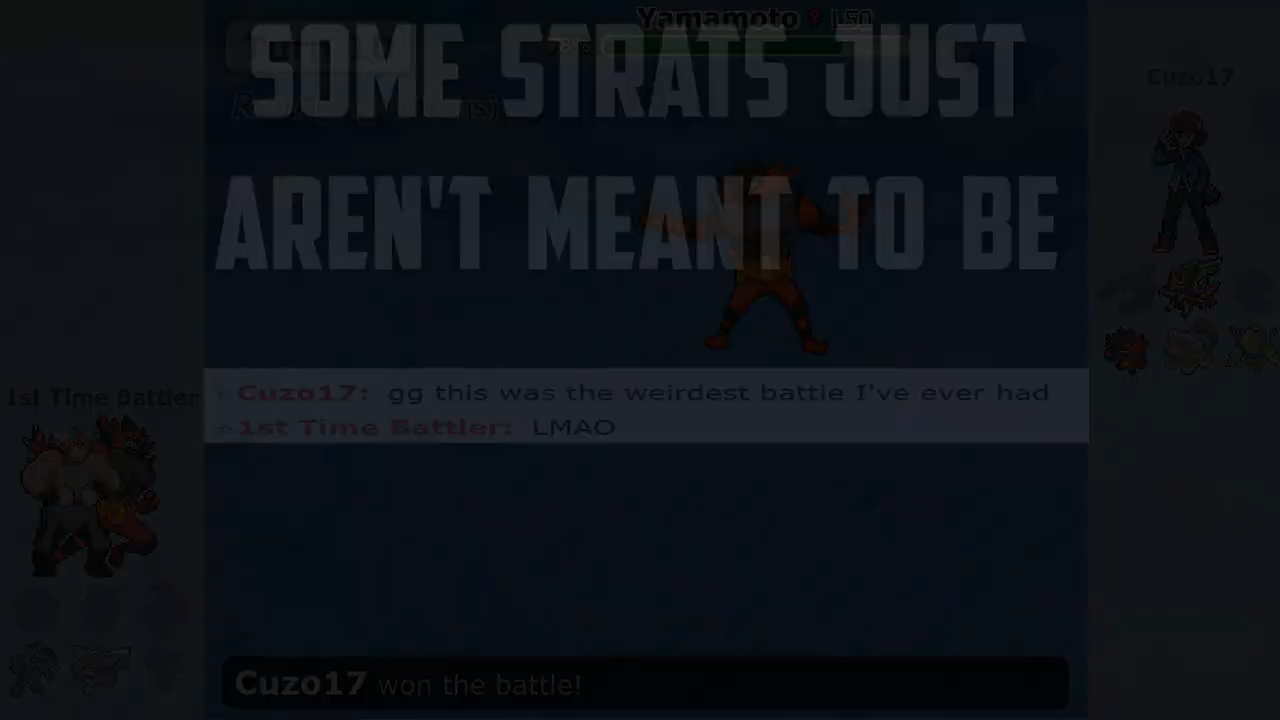 Yamamoto L50
SOME STRATS JUST
AREN'T MEANT TO BE
Cuzo17
1st Time Battler
Cuzo17: gg this was the weirdest battle I've ever had
1st Time Battler: LMAO
Cuzo17 won the battle!